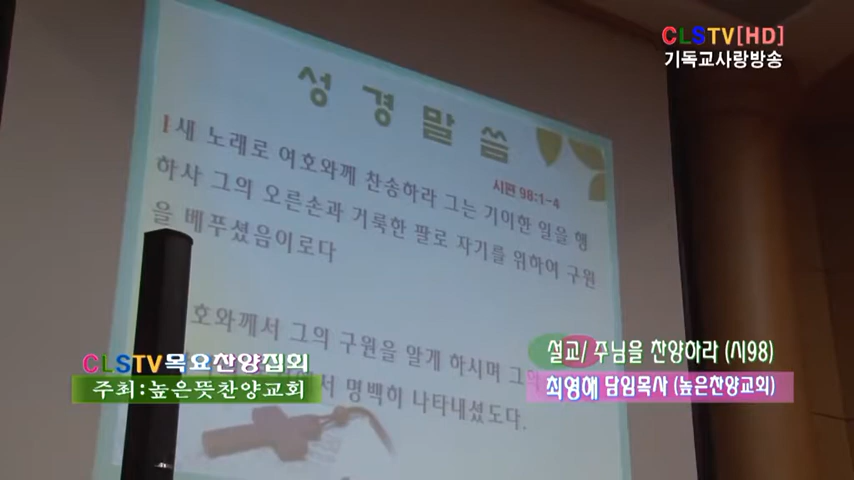 CLSTV[HD]
기독교사랑방송
성경말씀
시편 98:1-4
1 새 노래로 여호와께 찬송하라 그는 기이한 일을 행
하사 그의 오른손과 거룩한 팔로 자기를 위하여 구원
을 베푸셨음이로다
호와께서 그의 구원을 알게 하시며 그의
서 명백히 나타내셨도다.
CLSTV목요찬양집회
주최:높은뜻찬양교회
설교/ 주님을 찬양하라 (시98)
최영해 담임목사 (높은찬양교회)